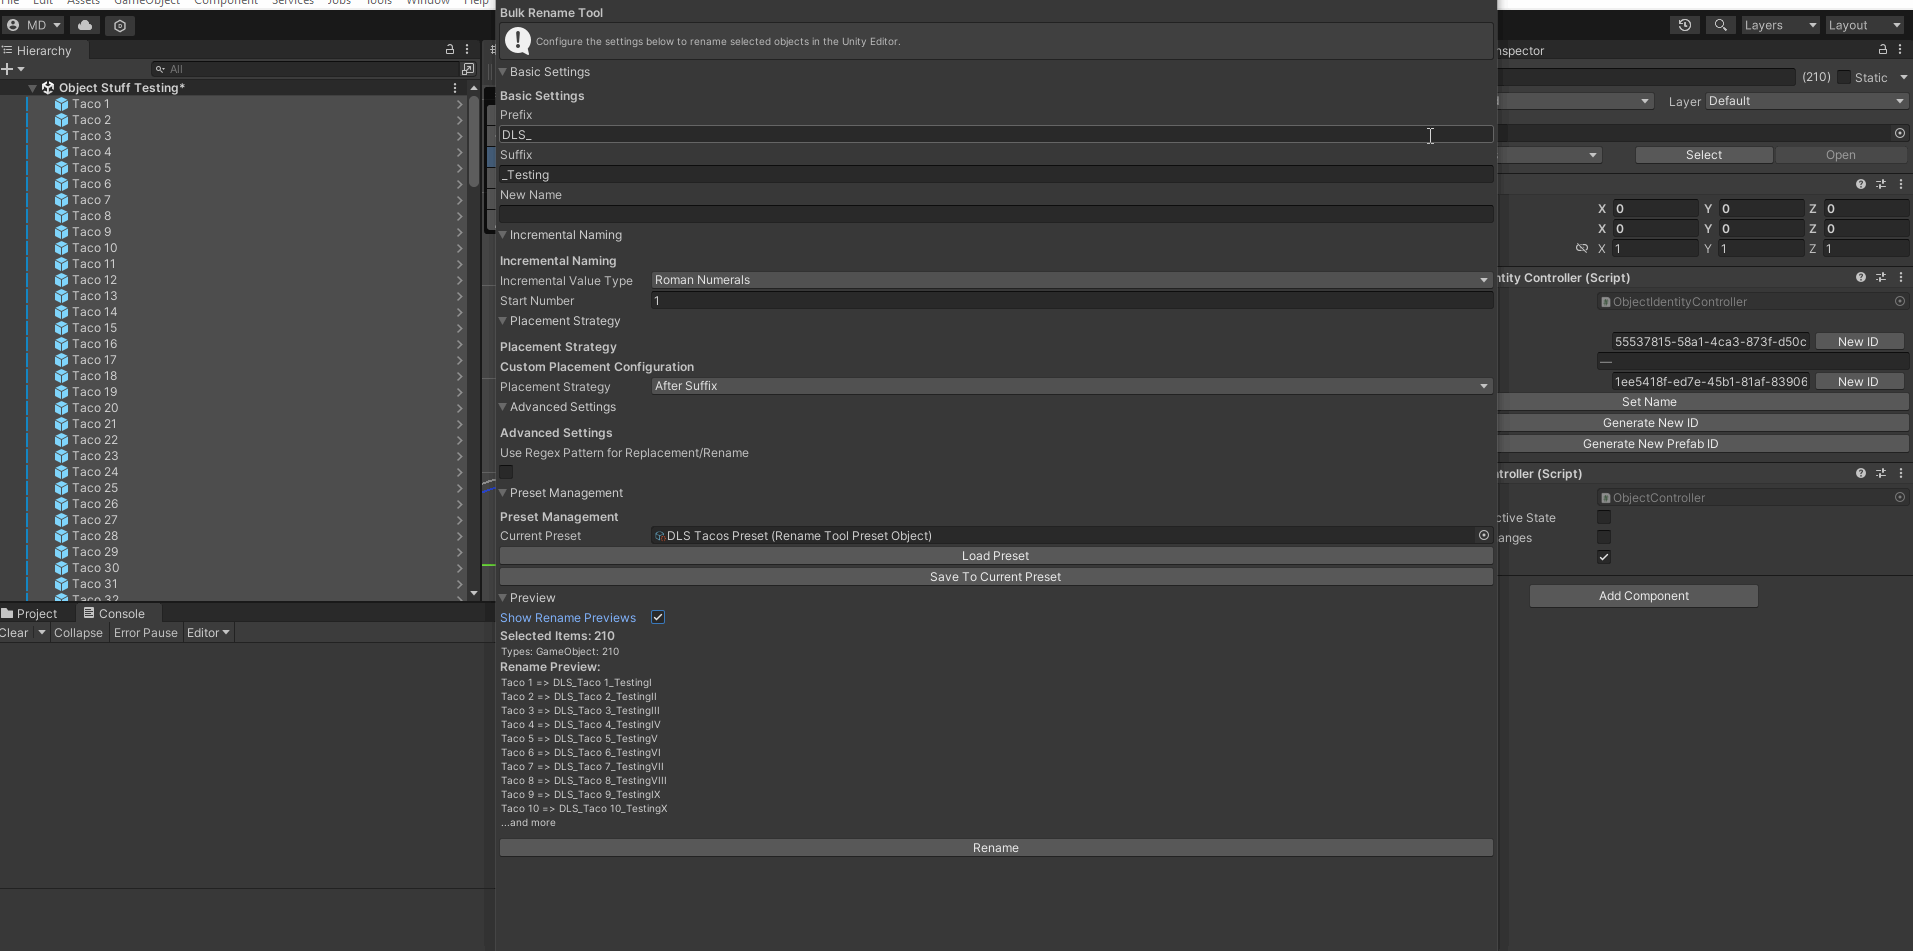 File Edit Assets GameObject Component Services Jobs Tools Window Help
MD
Layers
Layout
Hierarchy
All
Object Stuff Testing*
Taco 1
Taco 2
Taco 3
Taco 4
Taco 5
Taco 6
Taco 7
Taco 8
Taco 9
Taco 10
Taco 11
Taco 12
Taco 13
Taco 14
Taco 15
Taco 16
Taco 17
Taco 18
Taco 19
Taco 20
Taco 21
Taco 22
Taco 23
Taco 24
Taco 25
Taco 26
Taco 27
Taco 28
Taco 29
Taco 30
Taco 31
Taco 32
Project
Console
Clear
Collapse
Error Pause
Editor
Bulk Rename Tool
Configure the settings below to rename selected objects in the Unity Editor.
Basic Settings
Basic Settings
Prefix
DLS_
Suffix
_Testing
New Name
Incremental Naming
Incremental Naming
Incremental Value Type Roman Numerals
Start Number 1
Placement Strategy
Placement Strategy
Custom Placement Configuration
Placement Strategy After Suffix
Advanced Settings
Advanced Settings
Use Regex Pattern for Replacement/Rename
Preset Management
Preset Management
Current Preset DLS Tacos Preset (Rename Tool Preset Object)
Load Preset
Save To Current Preset
Preview
Show Rename Previews
Selected Items: 210
Types: GameObject: 210
Rename Preview:
Taco 1 => DLS_Taco 1_TestingI
Taco 2 => DLS_Taco 2_TestingII
Taco 3 => DLS_Taco 3_TestingIII
Taco 4 => DLS_Taco 4_TestingIV
Taco 5 => DLS_Taco 5_TestingV
Taco 6 => DLS_Taco 6_TestingVI
Taco 7 => DLS_Taco 7_TestingVII
Taco 8 => DLS_Taco 8_TestingVIII
Taco 9 => DLS_Taco 9_TestingIX
Taco 10 => DLS_Taco 10_TestingX
...and more
Rename
nspector
(210) Static
Layer Default
Select Open
X 0 Y 0 Z 0
X 0 Y 0 Z 0
X 1 Y 1 Z 1
ntity Controller (Script)
ObjectIdentityController
55537815-58a1-4ca3-873f-d50c New ID
—
1ee5418f-ed7e-45b1-81af-83906 New ID
Set Name
Generate New ID
Generate New Prefab ID
troller (Script)
ObjectController
ctive State
anges
Add Component